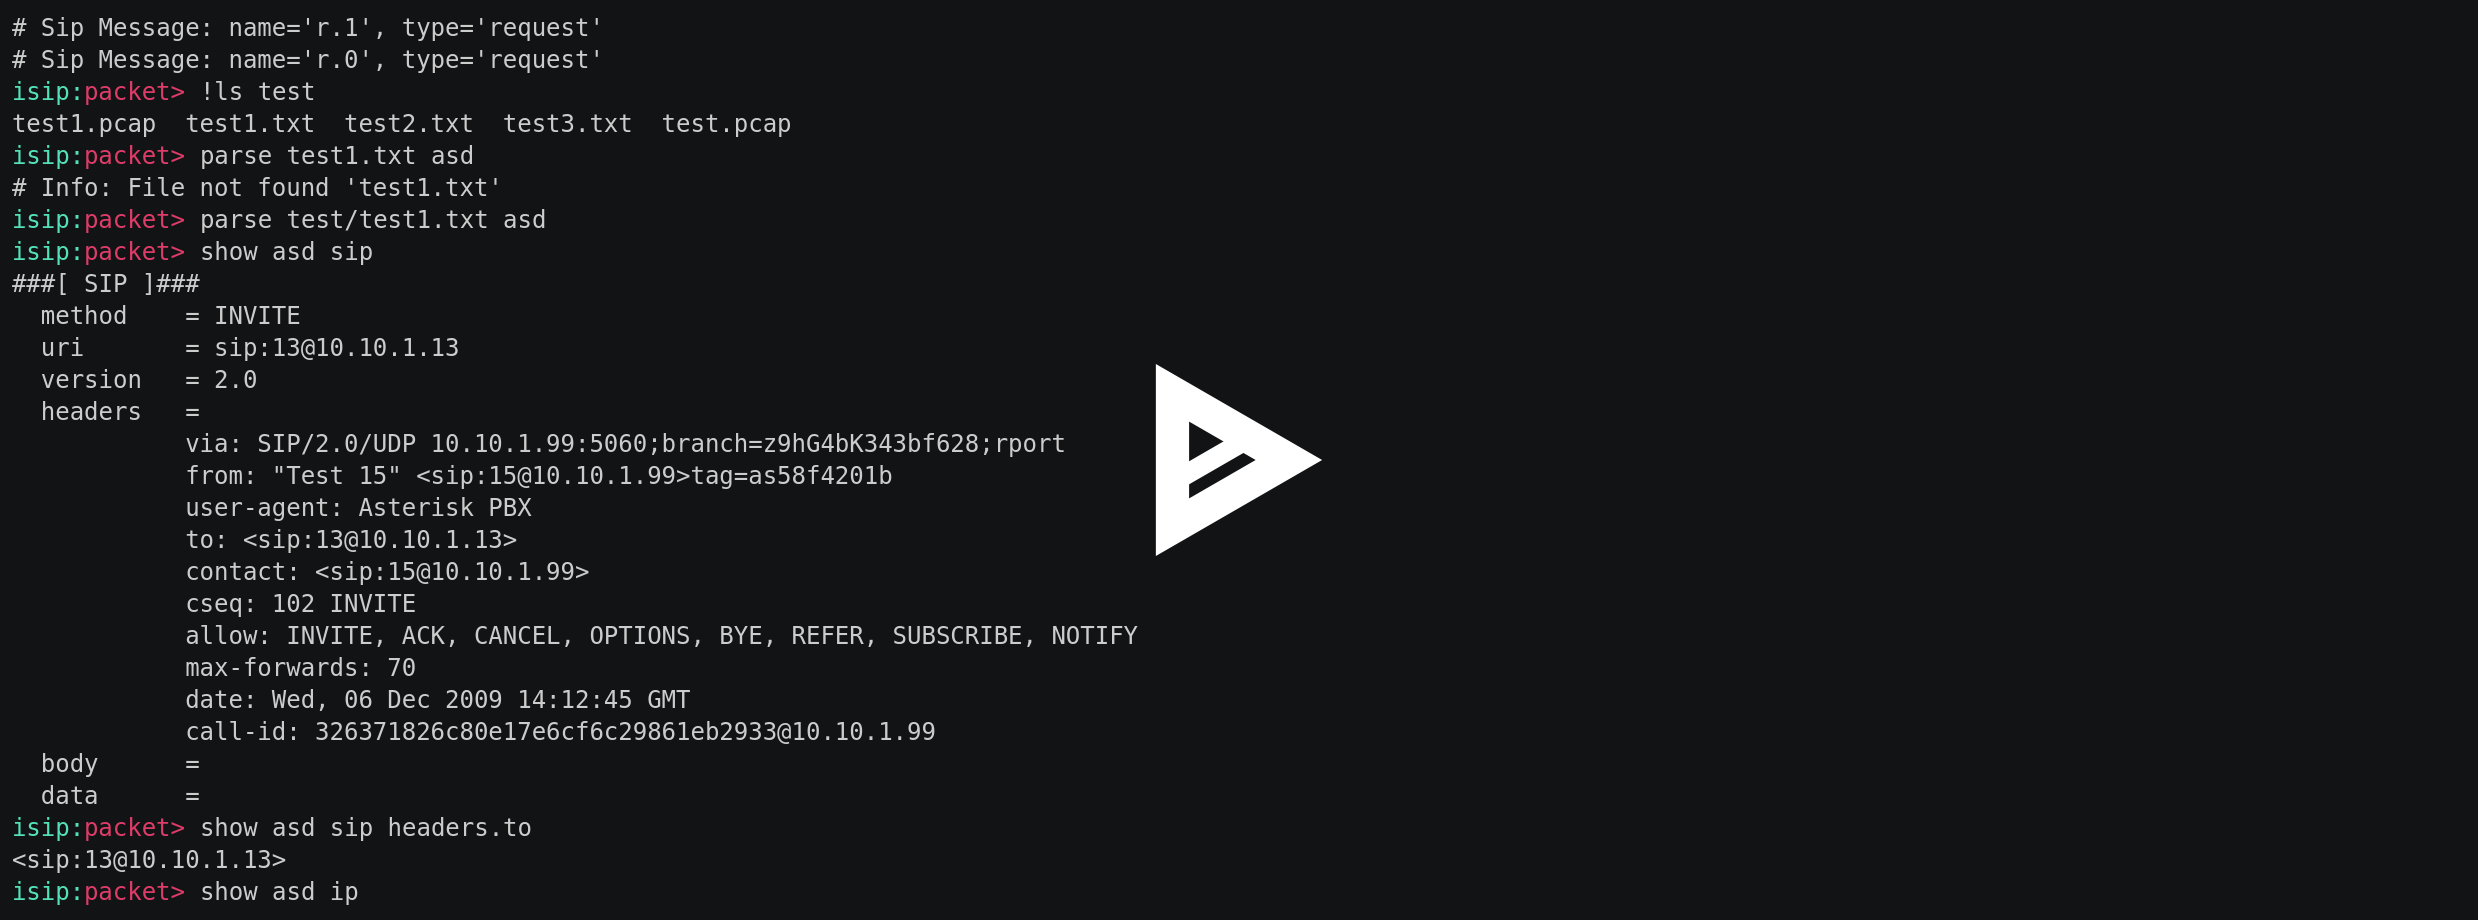 # Sip Message: name='r.1', type='request'
# Sip Message: name='r.0', type='request'
isip:packet> !ls test
test1.pcap  test1.txt  test2.txt  test3.txt  test.pcap
isip:packet> parse test1.txt asd
# Info: File not found 'test1.txt'
isip:packet> parse test/test1.txt asd
isip:packet> show asd sip
###[ SIP ]###
  method    = INVITE
  uri       = sip:13@10.10.1.13
  version   = 2.0
  headers   =
            via: SIP/2.0/UDP 10.10.1.99:5060;branch=z9hG4bK343bf628;rport
            from: "Test 15" <sip:15@10.10.1.99>tag=as58f4201b
            user-agent: Asterisk PBX
            to: <sip:13@10.10.1.13>
            contact: <sip:15@10.10.1.99>
            cseq: 102 INVITE
            allow: INVITE, ACK, CANCEL, OPTIONS, BYE, REFER, SUBSCRIBE, NOTIFY
            max-forwards: 70
            date: Wed, 06 Dec 2009 14:12:45 GMT
            call-id: 326371826c80e17e6cf6c29861eb2933@10.10.1.99
  body      =
  data      =
isip:packet> show asd sip headers.to
<sip:13@10.10.1.13>
isip:packet> show asd ip